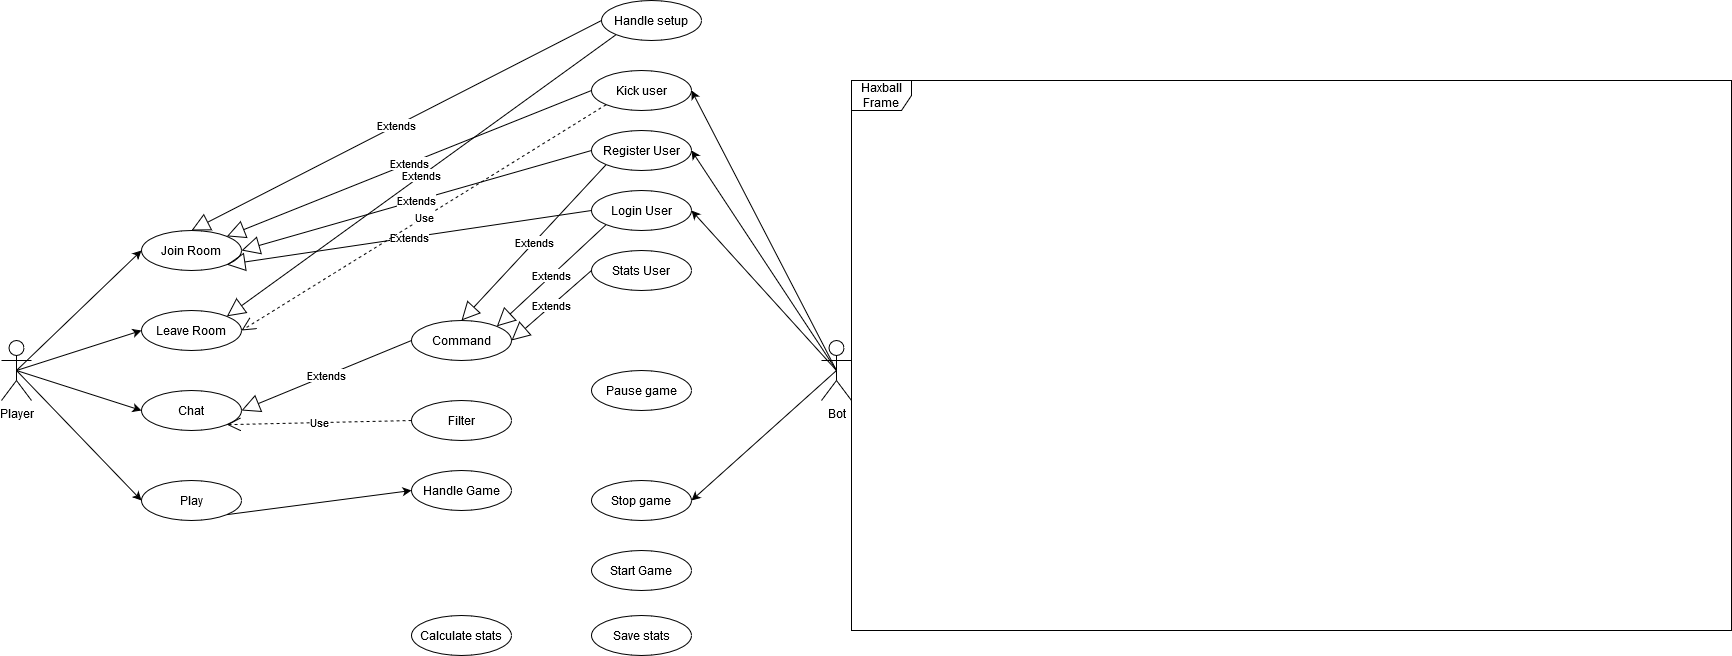 Handle setup
Haxball
Frame
Kick user
Extends
Register User
Extends
Extends
Extends
Login User
Use
Extends
Extends
Join Room
Stats User
Extends
Extends
Leave Room
Command
Extends
Pause game
Chat
Player
Bot
Use
Filter
Handle Game
Play
Stop game
Start Game
Calculate stats
Save stats